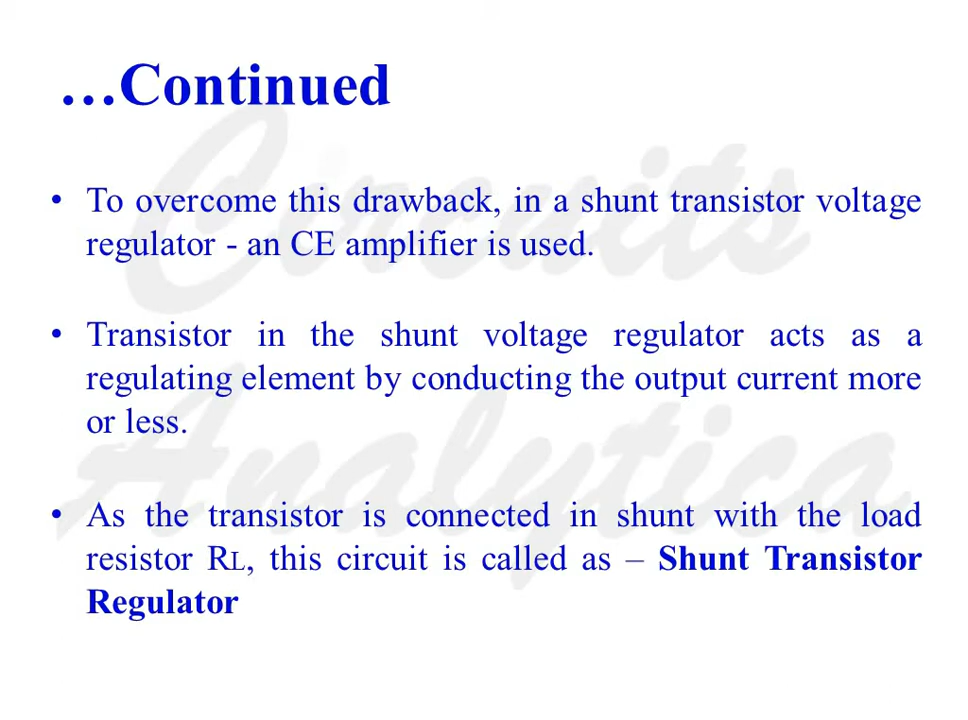 …Continued
• To overcome this drawback, in a shunt transistor voltage
regulator - an CE amplifier is used.
• Transistor in the shunt voltage regulator acts as a
regulating element by conducting the output current more
or less.
• As the transistor is connected in shunt with the load
resistor RL, this circuit is called as – Shunt Transistor
Regulator
Circuits
Analytica